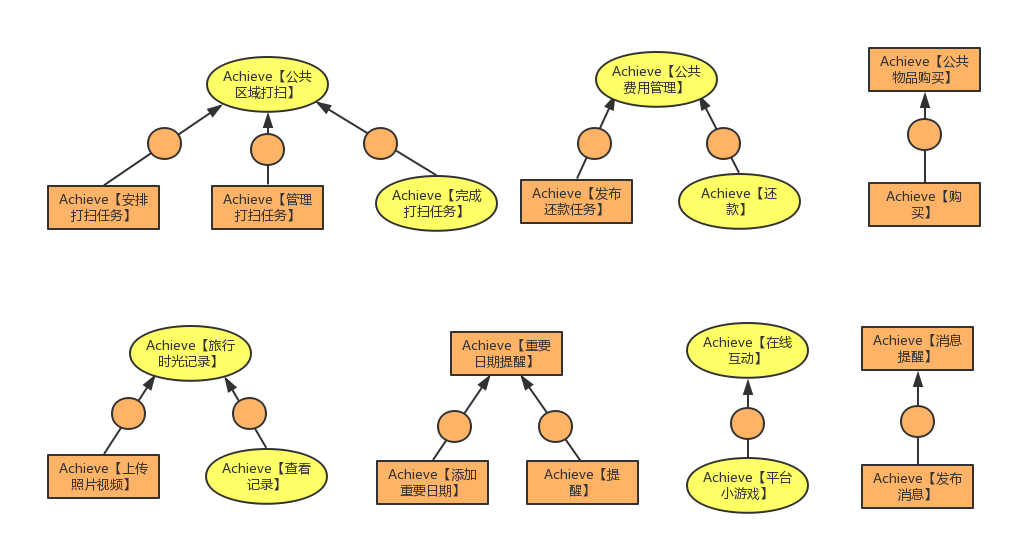 Achieve【公共
区域打扫】
Achieve【公共
费用管理】
Achieve【公共
物品购买】
Achieve【安排
打扫任务】
Achieve【管理
打扫任务】
Achieve【完成
打扫任务】
Achieve【发布
还款任务】
Achieve【还
款】
Achieve【购
买】
Achieve【旅行
时光记录】
Achieve【重要
日期提醒】
Achieve【在线
互动】
Achieve【消息
提醒】
Achieve【上传
照片视频】
Achieve【查看
记录】
Achieve【添加
重要日期】
Achieve【提
醒】
Achieve【平台
小游戏】
Achieve【发布
消息】